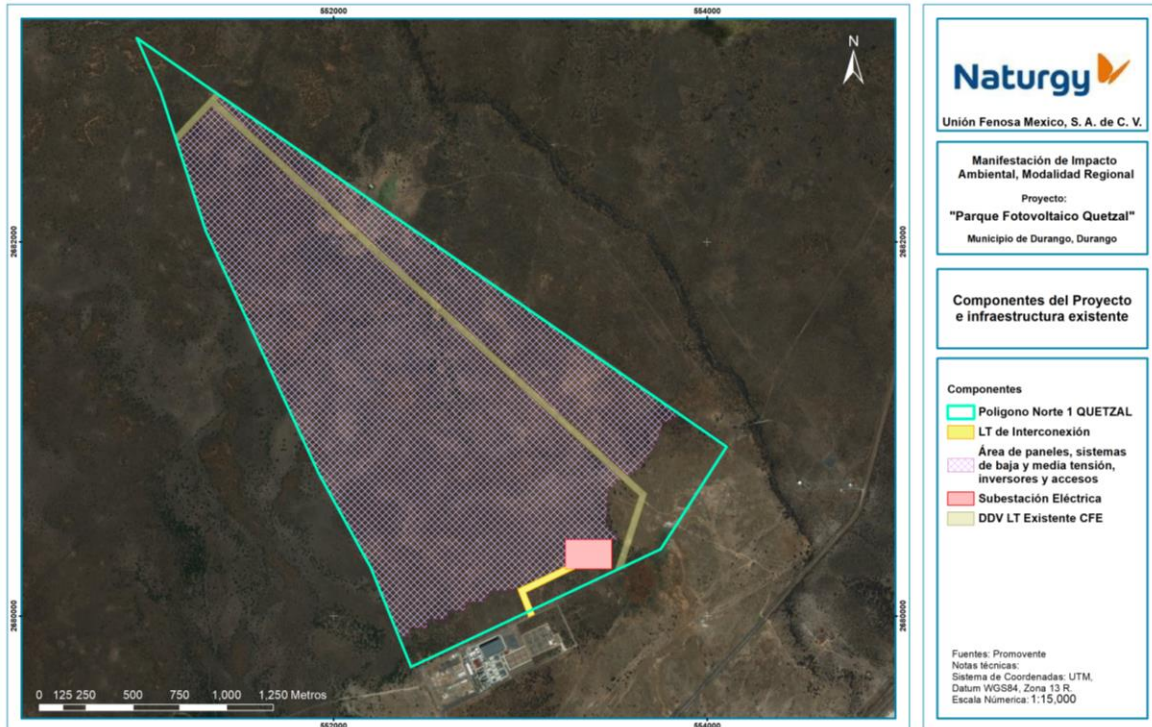 552000
554000
N
2682000
2682000
2680000
2680000
0 125 250 500 750 1,000 1,250 Metros
552000
554000
Naturgy
Unión Fenosa Mexico, S. A. de C. V.
Manifestación de Impacto
Ambiental, Modalidad Regional
Proyecto:
"Parque Fotovoltaico Quetzal"
Municipio de Durango, Durango
Componentes del Proyecto
e infraestructura existente
Componentes
Poligono Norte 1 QUETZAL
LT de Interconexión
Área de paneles, sistemas
de baja y media tensión,
inversores y accesos
Subestación Eléctrica
DDV LT Existente CFE
Fuentes: Promovente
Notas técnicas:
Sistema de Coordenadas: UTM,
Datum WGS84, Zona 13 R.
Escala Númerica: 1:15,000